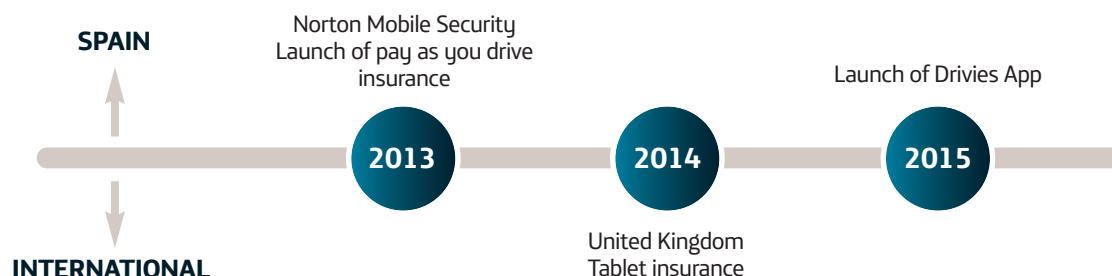 SPAIN
Norton Mobile Security
Launch of pay as you drive
insurance
Launch of Drivies App
2013
2014
2015
INTERNATIONAL
United Kingdom
Tablet insurance